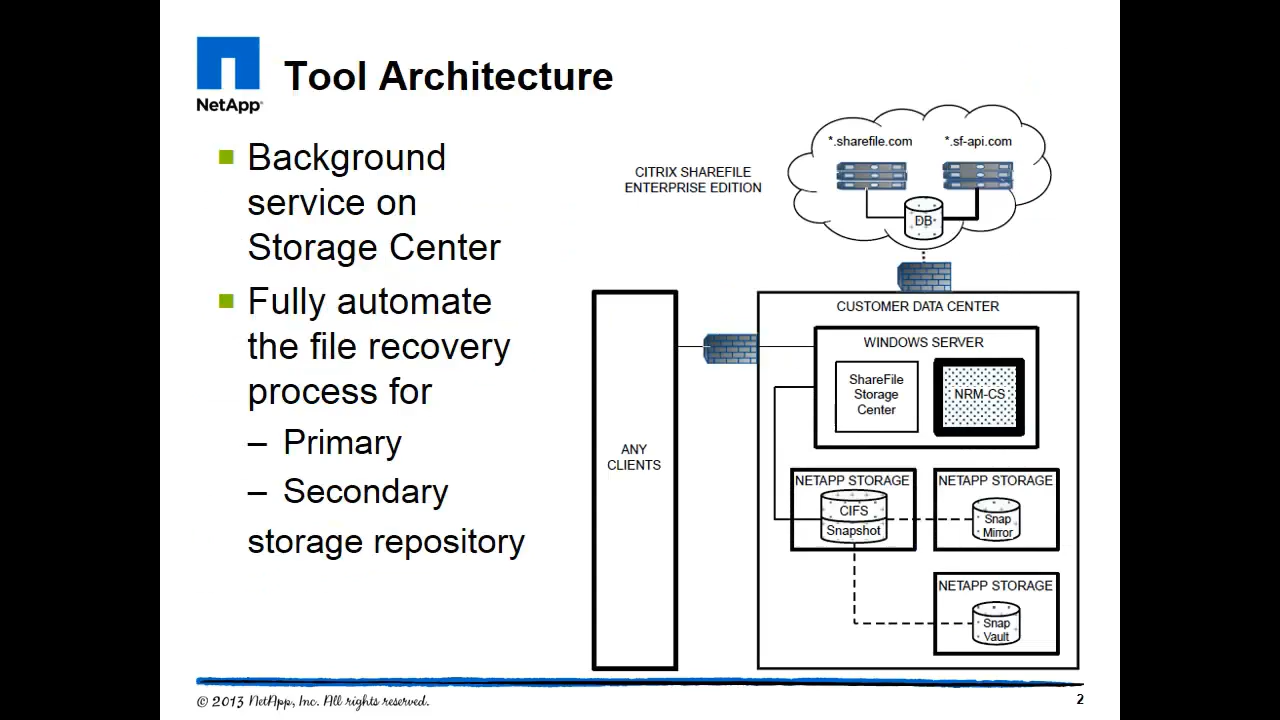 NetApp®
Tool Architecture
Background
service on
Storage Center
Fully automate
the file recovery
process for
– Primary
– Secondary
storage repository
CITRIX SHAREFILE
ENTERPRISE EDITION
*.sharefile.com
*.sf-api.com
DB
CUSTOMER DATA CENTER
WINDOWS SERVER
ShareFile
Storage
Center
NRM-CS
ANY
CLIENTS
NETAPP STORAGE
CIFS
Snapshot
NETAPP STORAGE
Snap
Mirror
NETAPP STORAGE
Snap
Vault
© 2013 NetApp, Inc. All rights reserved.
2